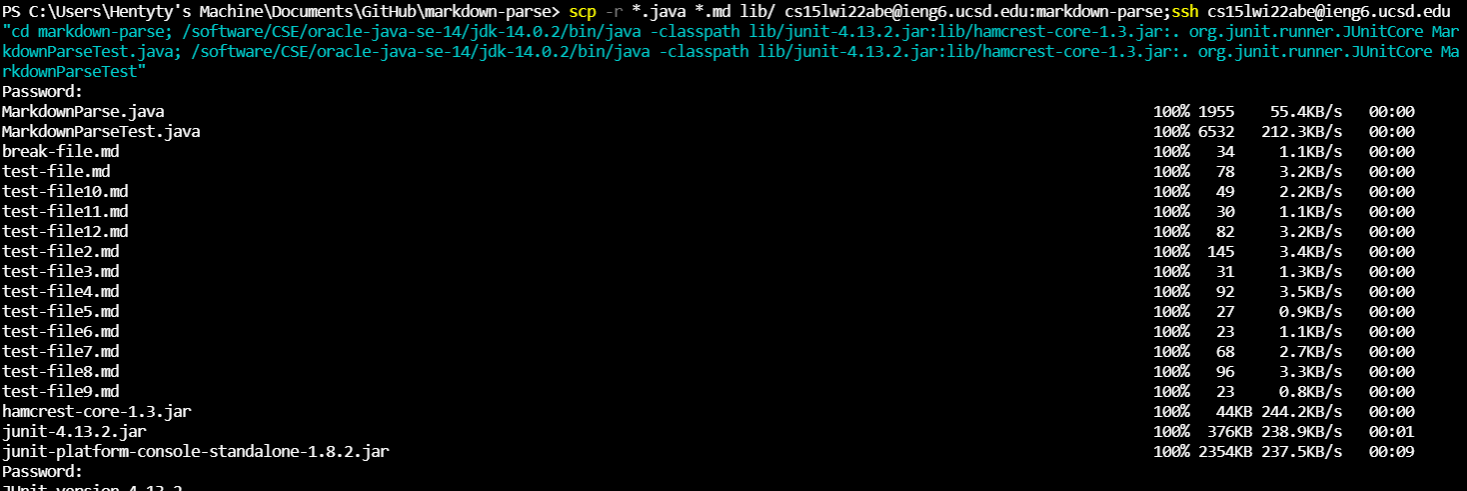 PS C:\Users\Hentyty's Machine\Documents\GitHub\markdown-parse> scp -r *.java *.md lib/ cs15lwi22abe@ieng6.ucsd.edu:markdown-parse;ssh cs15lwi22abe@ieng6.ucsd.edu
"cd markdown-parse; /software/CSE/oracle-java-se-14/jdk-14.0.2/bin/java -classpath lib/junit-4.13.2.jar:lib/hamcrest-core-1.3.jar:. org.junit.runner.JUnitCore Mar
kdownParseTest.java; /software/CSE/oracle-java-se-14/jdk-14.0.2/bin/java -classpath lib/junit-4.13.2.jar:lib/hamcrest-core-1.3.jar:. org.junit.runner.JUnitCore Ma
rkdownParseTest"
Password:
MarkdownParse.java 100% 1955 55.4KB/s 00:00
MarkdownParseTest.java 100% 6532 212.3KB/s 00:00
break-file.md 100% 34 1.1KB/s 00:00
test-file.md 100% 78 3.2KB/s 00:00
test-file10.md 100% 49 2.2KB/s 00:00
test-file11.md 100% 30 1.1KB/s 00:00
test-file12.md 100% 82 3.2KB/s 00:00
test-file2.md 100% 145 3.4KB/s 00:00
test-file3.md 100% 31 1.3KB/s 00:00
test-file4.md 100% 92 3.5KB/s 00:00
test-file5.md 100% 27 0.9KB/s 00:00
test-file6.md 100% 23 1.1KB/s 00:00
test-file7.md 100% 68 2.7KB/s 00:00
test-file8.md 100% 96 3.3KB/s 00:00
test-file9.md 100% 23 0.8KB/s 00:00
hamcrest-core-1.3.jar 100% 44KB 244.2KB/s 00:00
junit-4.13.2.jar 100% 376KB 238.9KB/s 00:01
junit-platform-console-standalone-1.8.2.jar 100% 2354KB 237.5KB/s 00:09
Password:
JUnit version 4.13.2